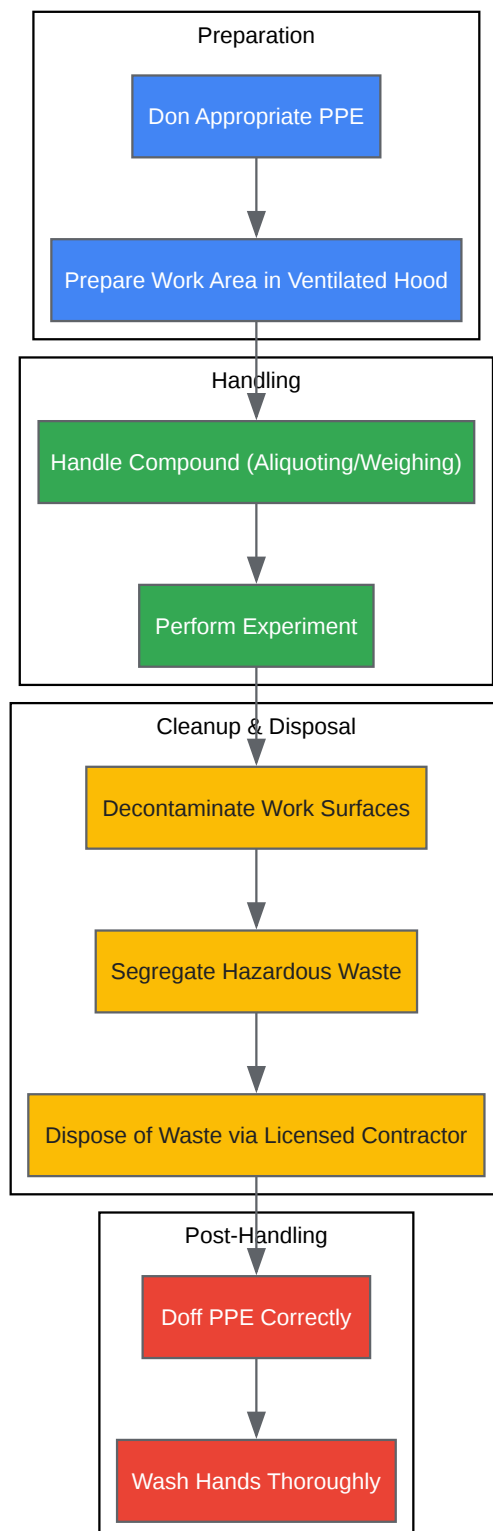 Preparation
Don Appropriate PPE
Prepare Work Area in Ventilated Hood
Handling
Handle Compound (Aliquoting/Weighing)
Perform Experiment
Cleanup & Disposal
Decontaminate Work Surfaces
Segregate Hazardous Waste
Dispose of Waste via Licensed Contractor
Post-Handling
Doff PPE Correctly
Wash Hands Thoroughly